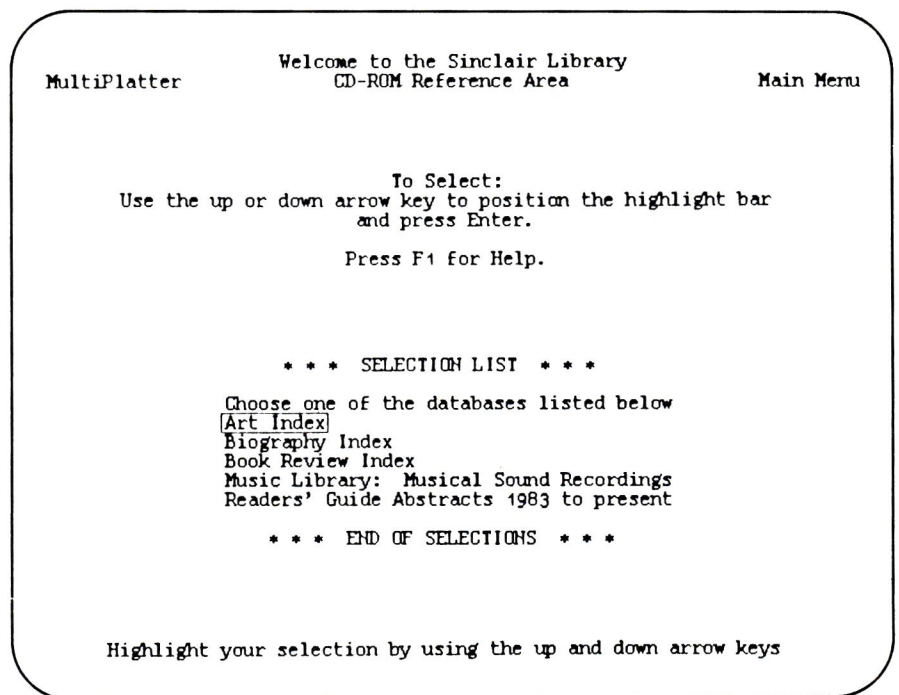 Welcome to the Sinclair Library
MultiPlatter CD-ROM Reference Area Main Menu
To Select:
Use the up or down arrow key to position the highlight bar
and press Enter.
Press F1 for Help.
* * * SELECTION LIST * * *
Choose one of the databases listed below
Art Index
Biography Index
Book Review Index
Music Library: Musical Sound Recordings
Readers' Guide Abstracts 1983 to present
* * * END OF SELECTIONS * * *
Highlight your selection by using the up and down arrow keys